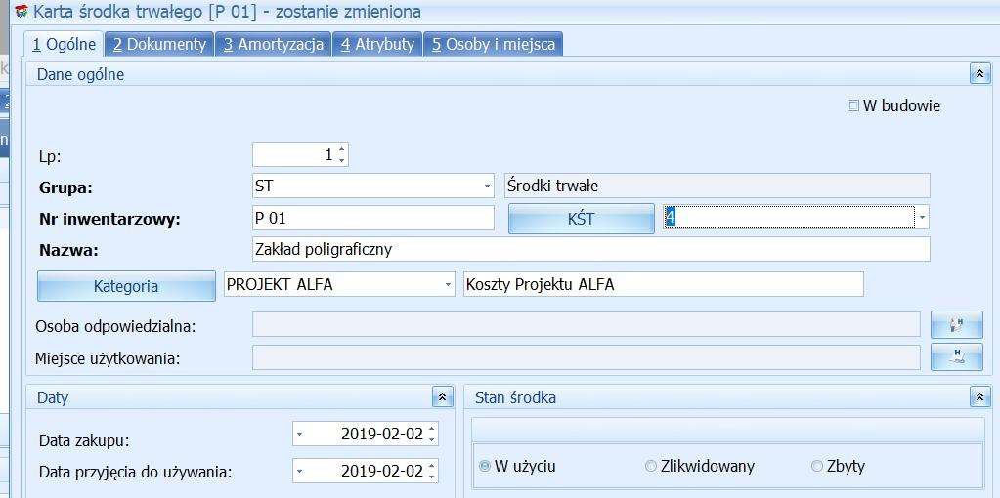 Karta środka trwałego [P 01] - zostanie zmieniona
1 Ogólne 2 Dokumenty 3 Amortyzacja 4 Atrybuty 5 Osoby i miejsca
Dane ogólne
W budowie
Lp: 1
Grupa: ST Środki trwałe
Nr inwentarzowy: P 01 KŚT 4
Nazwa: Zakład poligraficzny
Kategoria PROJEKT ALFA Koszty Projektu ALFA
Osoba odpowiedzialna:
Miejsce użytkowania:
Daty
Data zakupu: 2019-02-02
Data przyjęcia do używania: 2019-02-02
Stan środka
W użyciu Zlikwidowany Zbyty